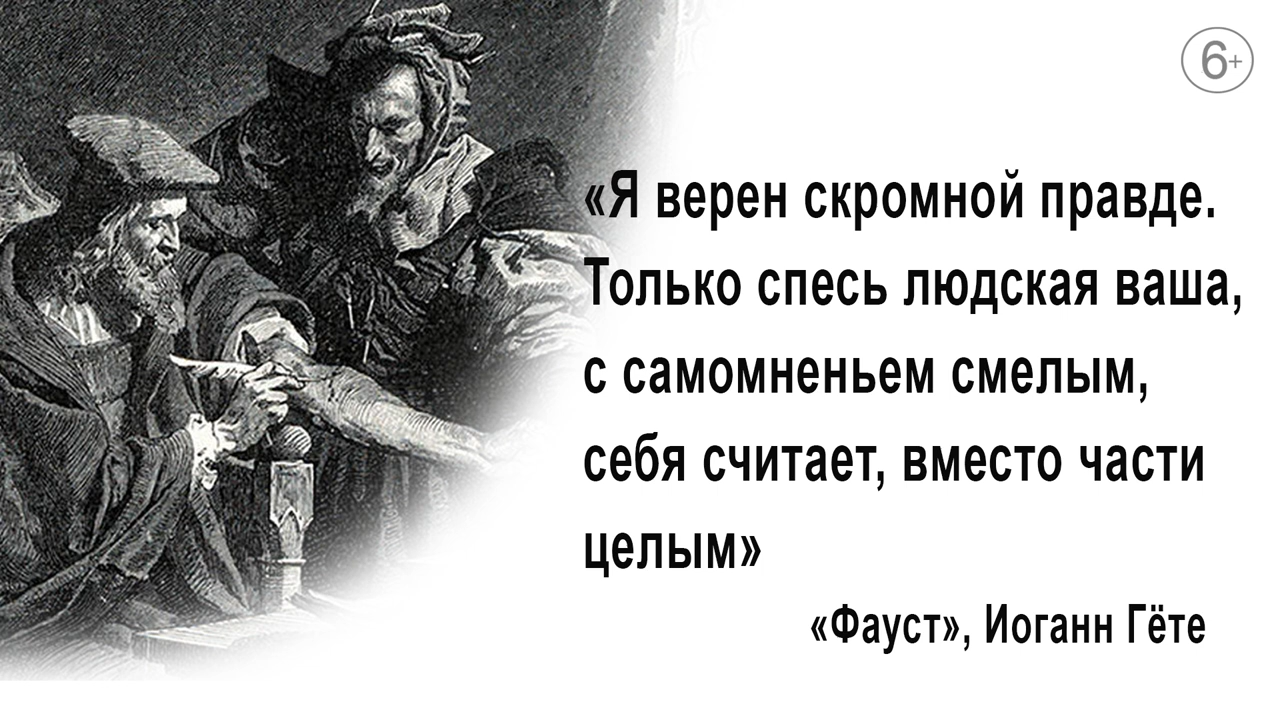 6+
«Я верен скромной правде.
Только спесь людская ваша,
с самомненьем смелым,
себя считает, вместо части
целым»
«Фауст», Иоганн Гёте